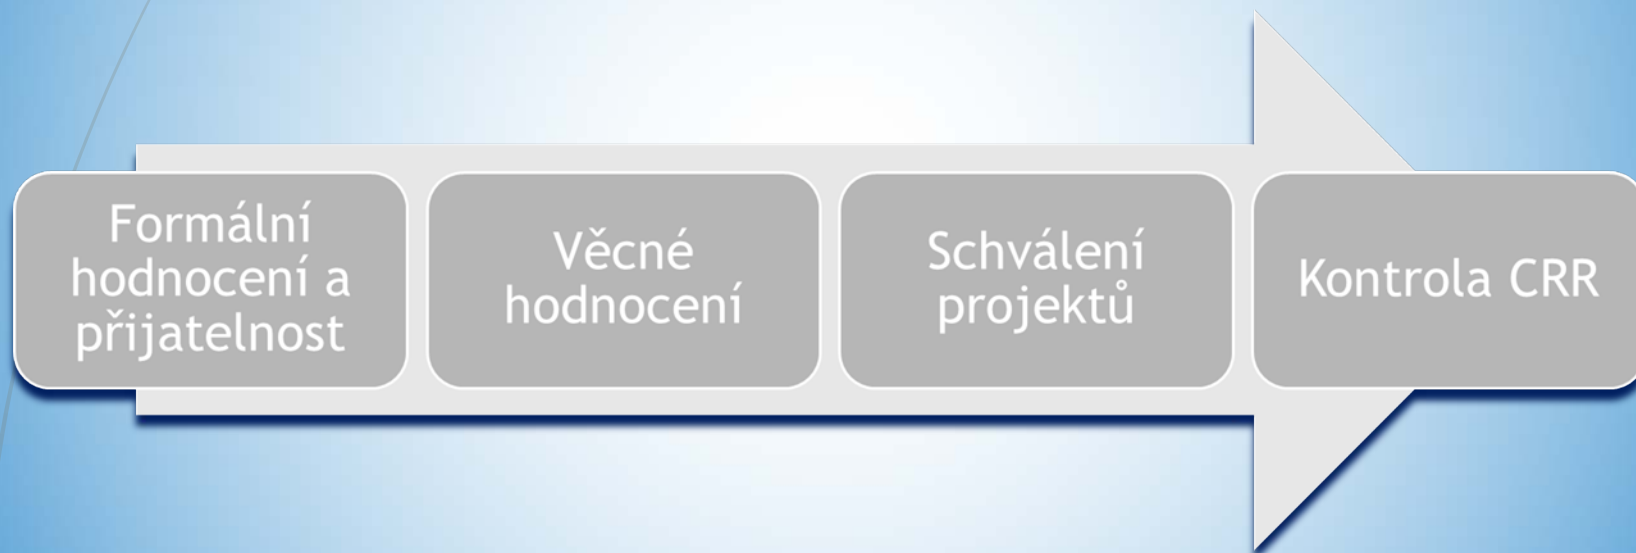 Formální
hodnocení a
přijatelnost
Věcné
hodnocení
Schválení
projektů
Kontrola CRR